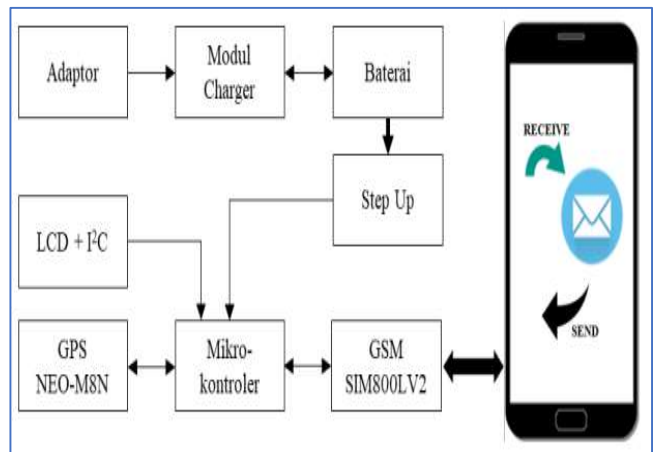 Adaptor
Modul
Charger
Baterai
RECEIVE
Step Up
LCD + I²C
SEND
GPS
NEO-M8N
Mikro-
kontroler
GSM
SIM800LV2